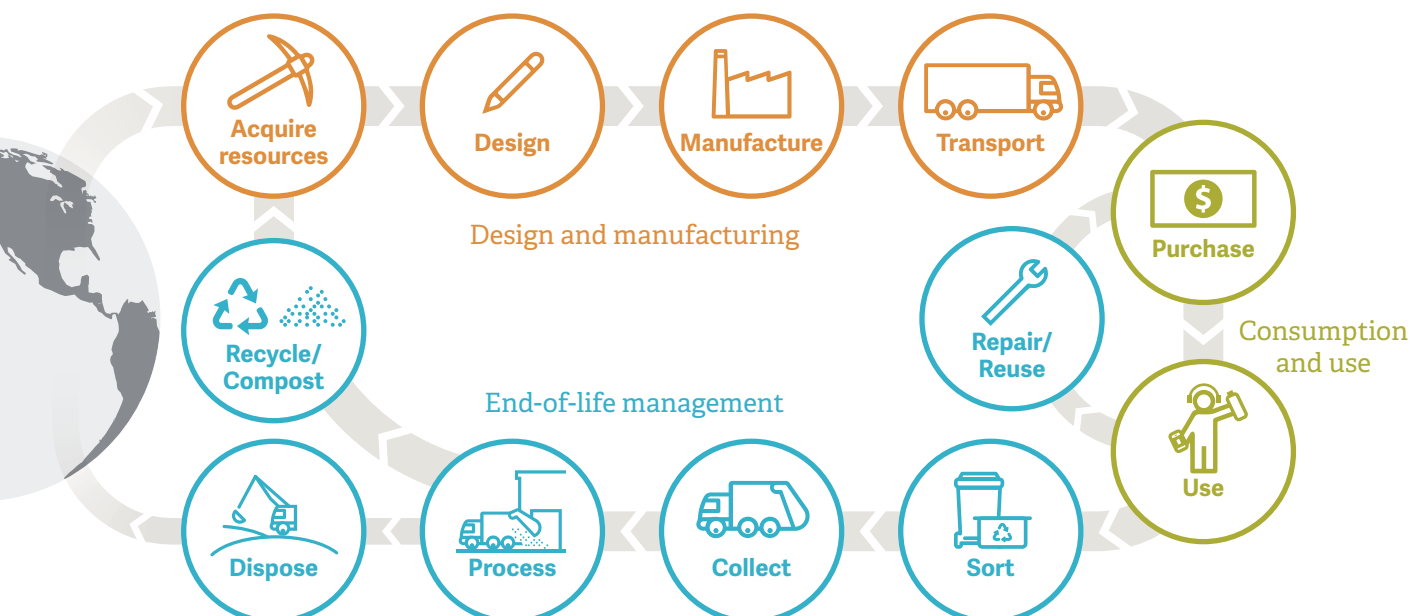 Acquire
resources
Design
Manufacture
Transport
Design and manufacturing
$
Purchase
Consumption
and use
Repair/
Reuse
Use
Recycle/
Compost
End-of-life management
Dispose
Process
Collect
Sort